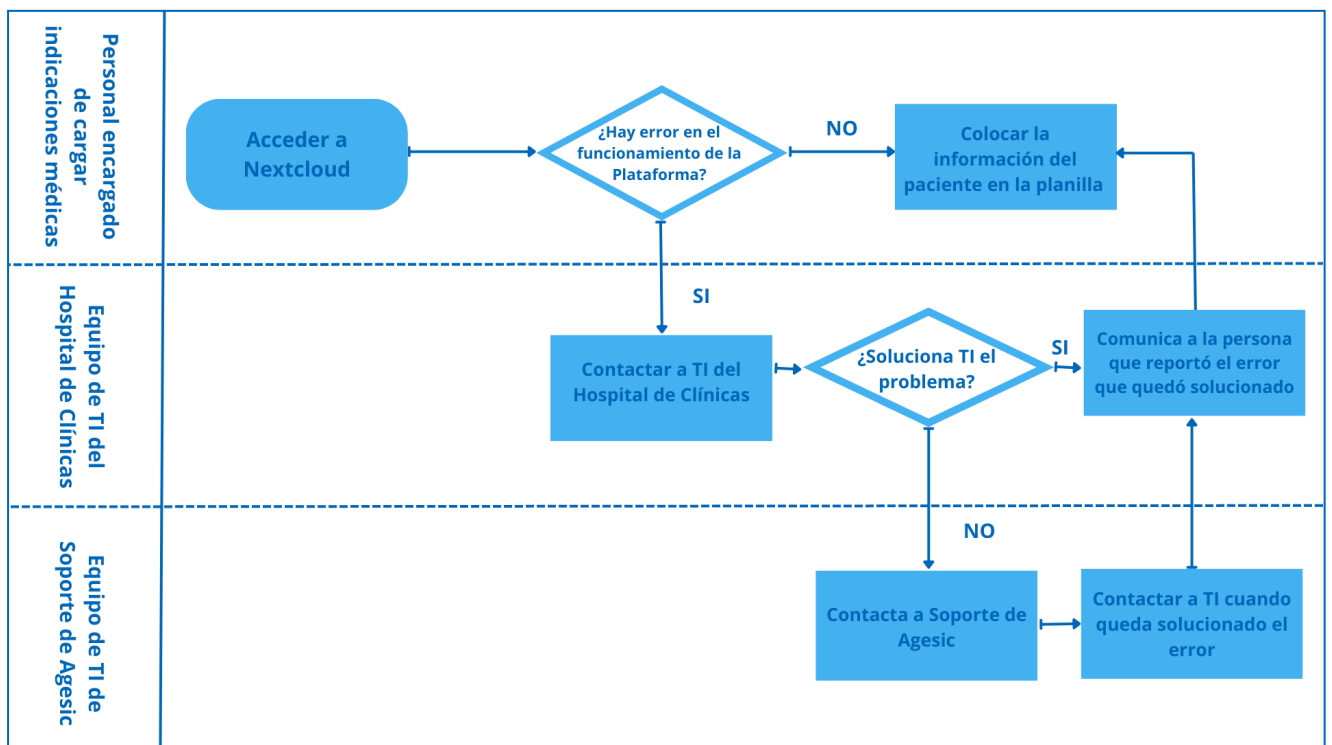 Personal encargado
de cargar
indicaciones médicas
Acceder a
Nextcloud
¿Hay error en el
funcionamiento de la
Plataforma?
NO
Colocar la
información del
paciente en la planilla
Equipo de TI del
Hospital de Clínicas
SI
Contactar a TI del
Hospital de Clínicas
¿Soluciona TI el
problema?
SI
Comunica a la persona
que reportó el error
que quedó solucionado
Equipo de TI de
Soporte de Agesic
NO
Contacta a Soporte de
Agesic
Contactar a TI cuando
queda solucionado el
error